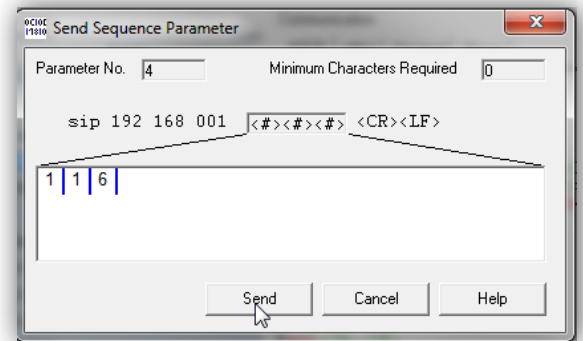 Send Sequence Parameter
Parameter No. 4 Minimum Characters Required 0
sip 192 168 001 <#><#><#> <CR><LF>
1 1 6
Send Cancel Help